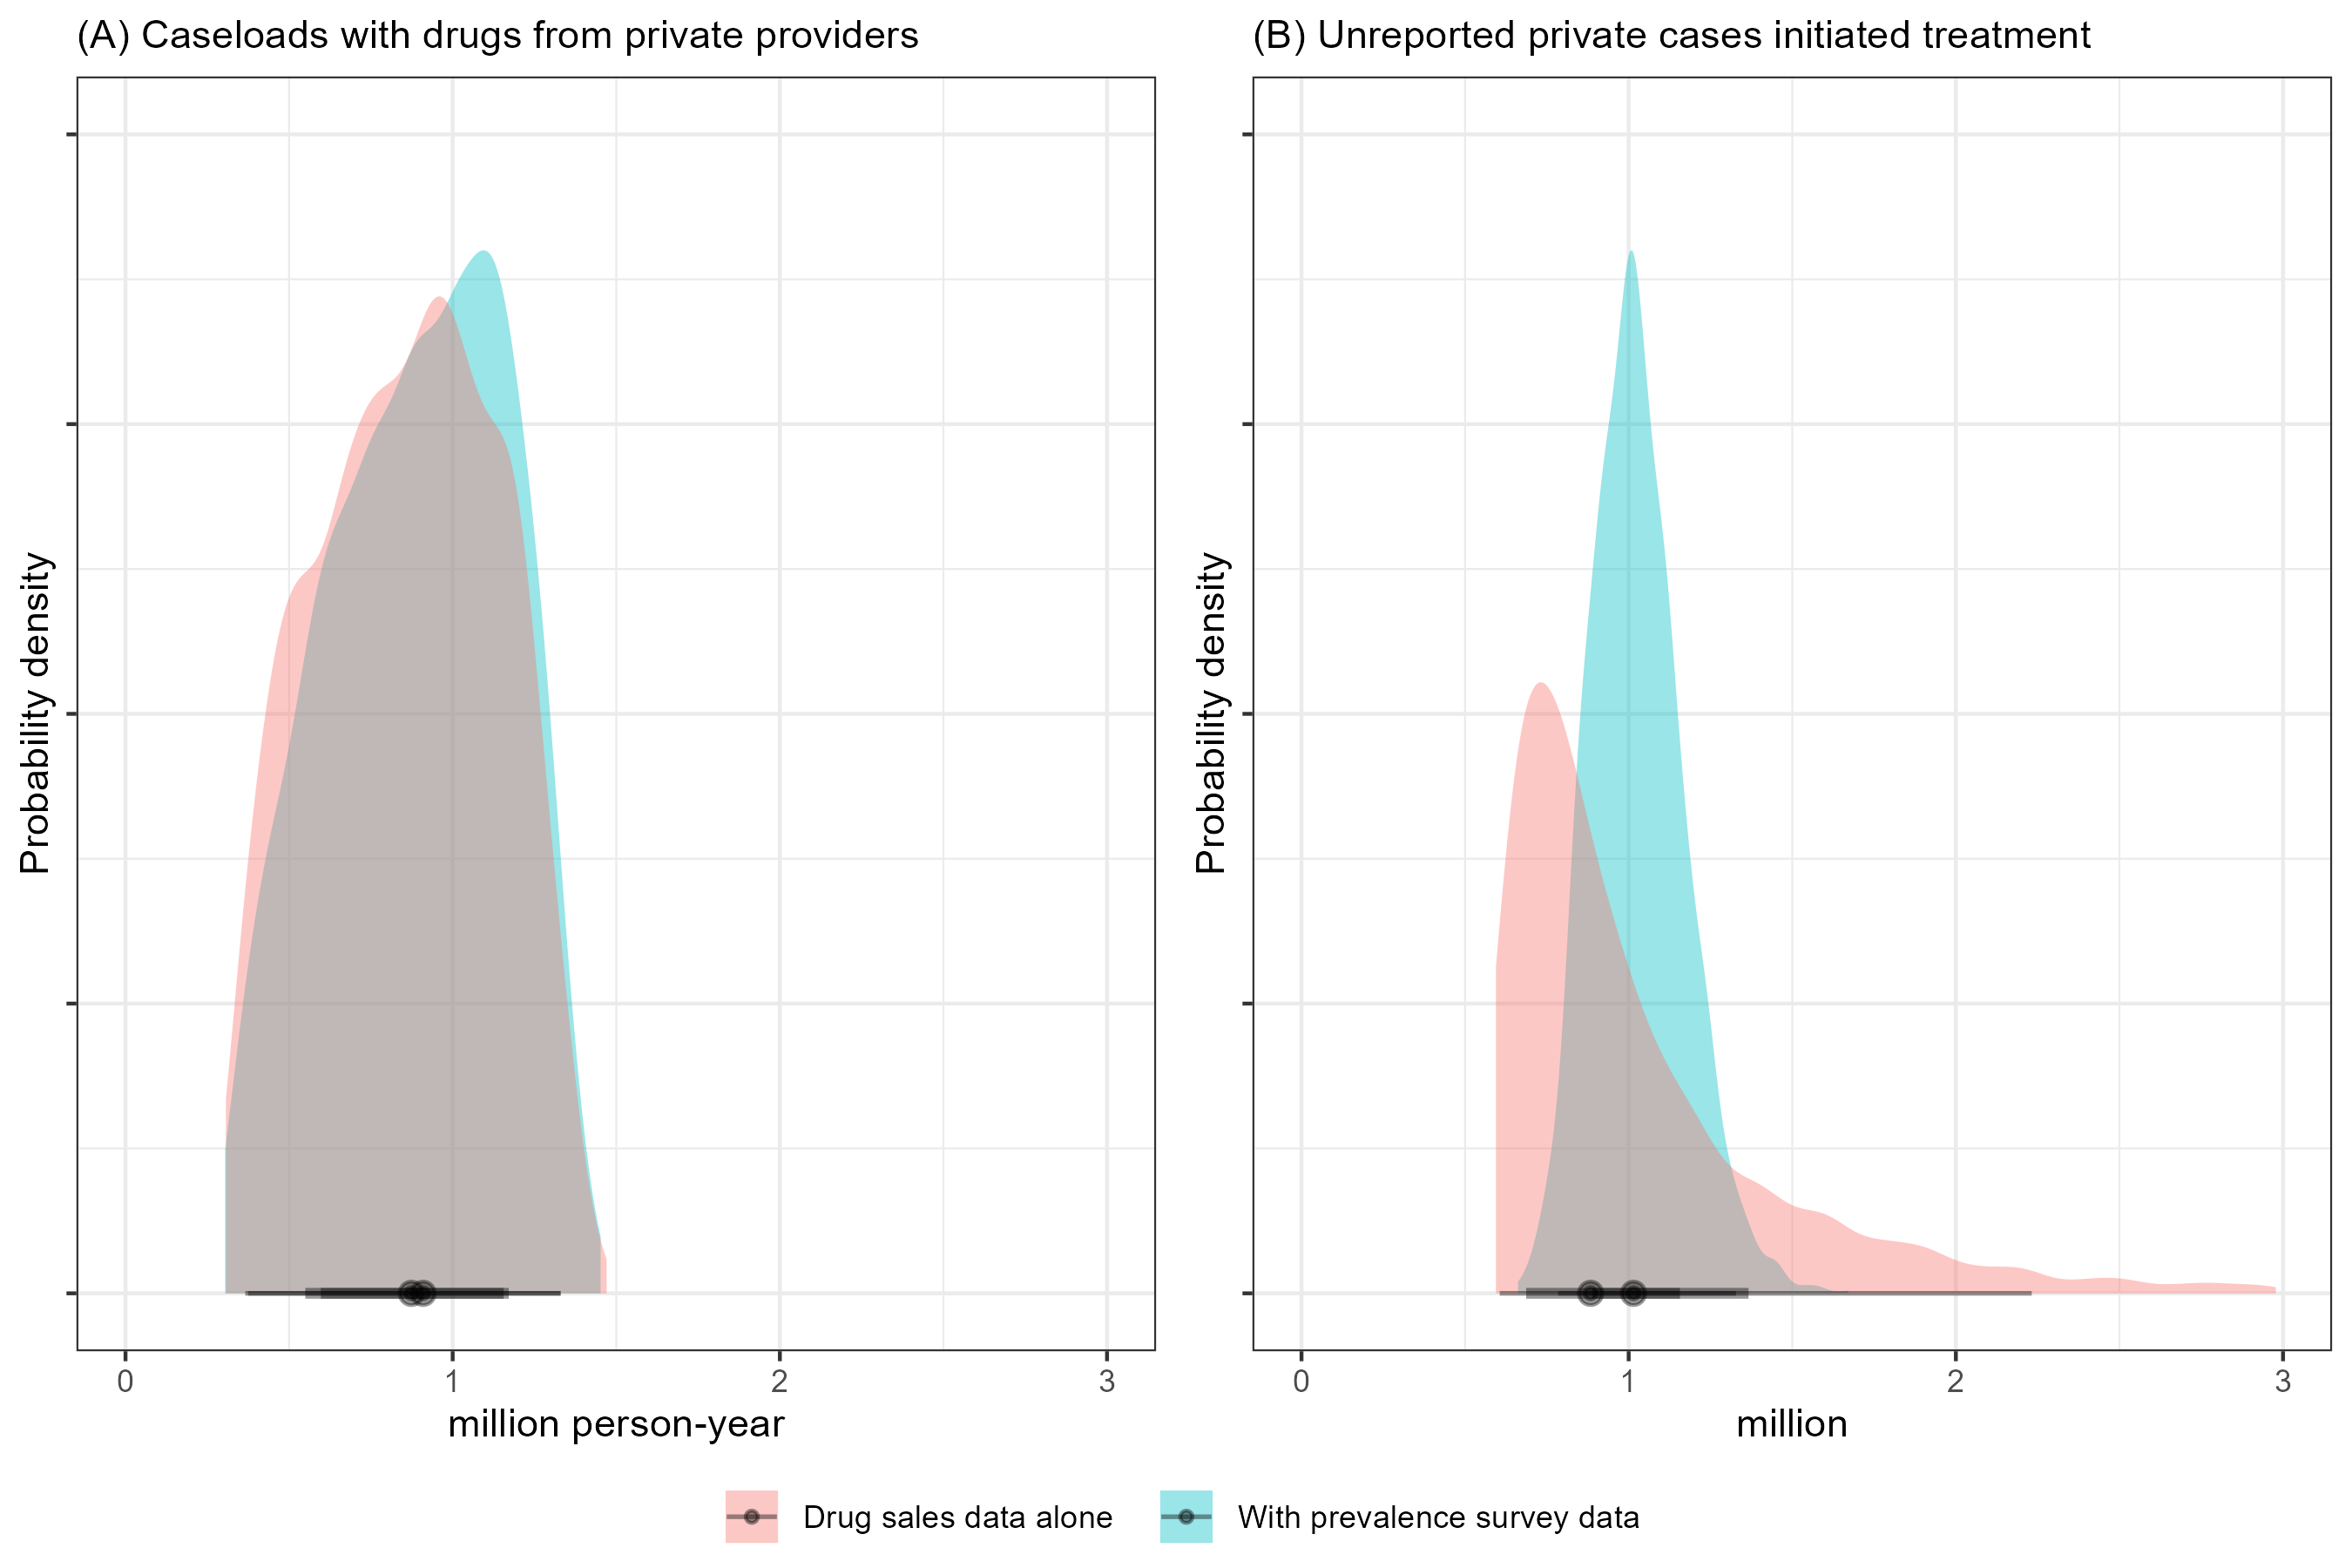 (A) Caseloads with drugs from private providers
(B) Unreported private cases initiated treatment
Probability density
Probability density
0 1 2 3
0 1 2 3
million person-year
million
Drug sales data alone
With prevalence survey data